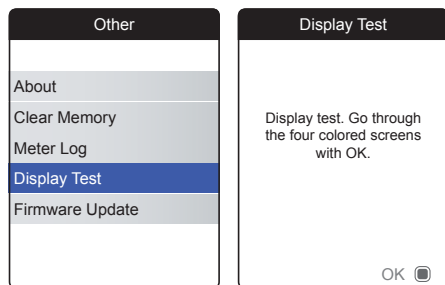 Other
About
Clear Memory
Meter Log
Display Test
Firmware Update
Display Test
Display test. Go through
the four colored screens
with OK.
OK